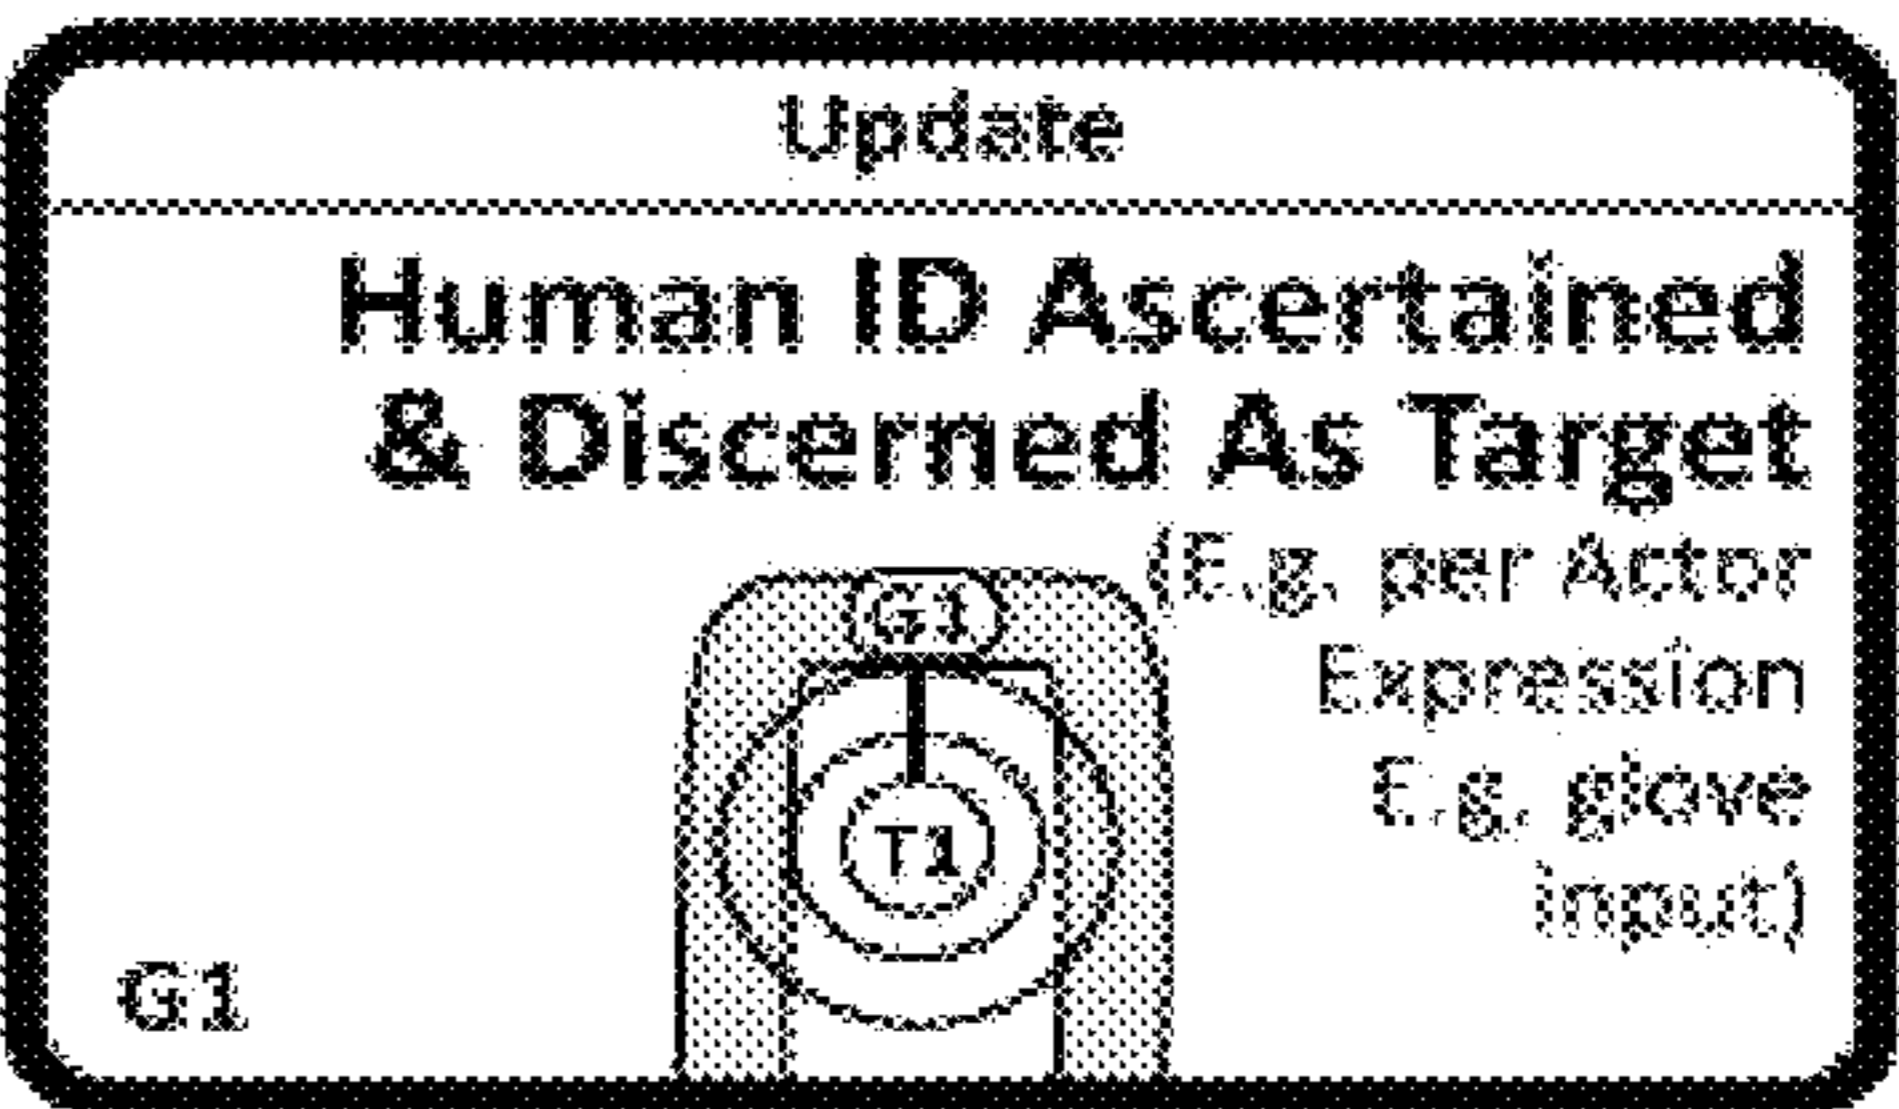 Update
Human ID Ascertained
& Discerned As Target
(E.g. per Actor
Expression
E.g. glove
input)
G1
T1
G1